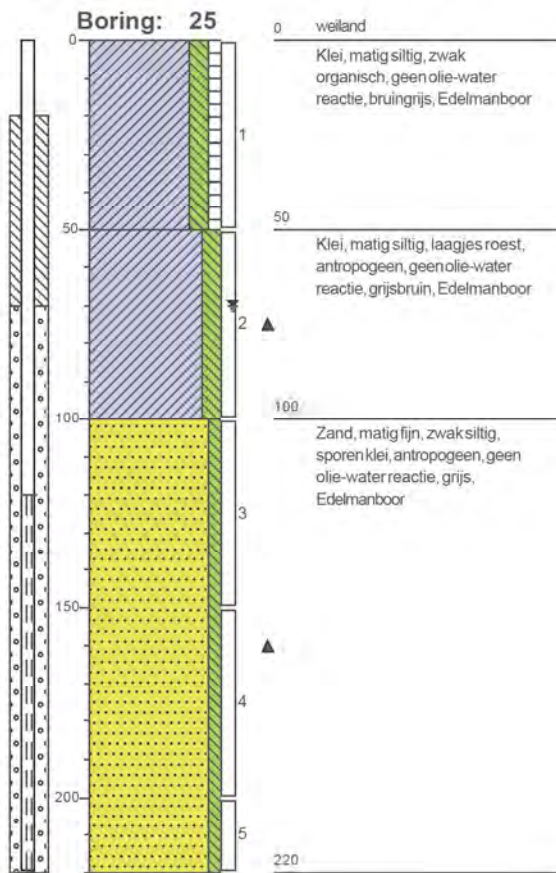 Boring: 25
0
0 weiland
Klei, matig siltig, zwak
organisch, geen olie-water
reactie, bruingrijs, Edelmanboor
1
50
50
Klei, matig siltig, laagjes roest,
antropogeen, geen olie-water
reactie, grijsbruin, Edelmanboor
2
100
100
Zand, matig fijn, zwak siltig,
sporen klei, antropogeen, geen
olie-water reactie, grijs,
Edelmanboor
3
150
4
200
5
220